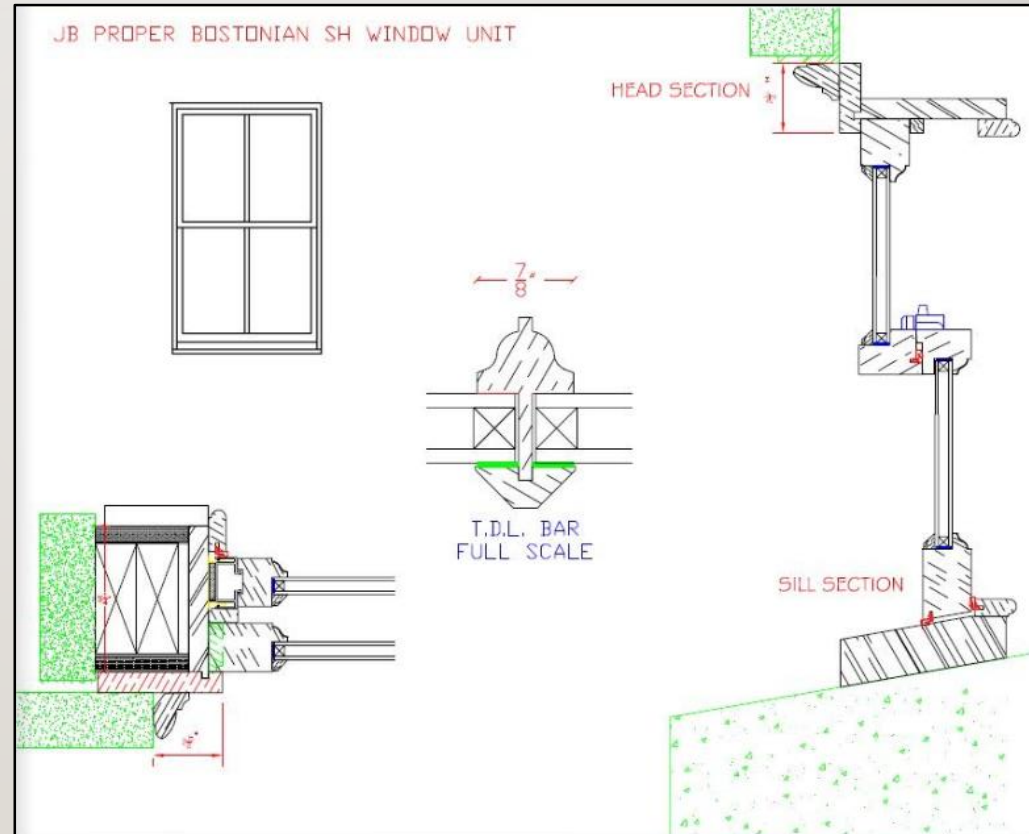 JB PROPER BOSTONIAN SH WINDOW UNIT
HEAD SECTION
7/8"
T.D.L. BAR
FULL SCALE
SILL SECTION